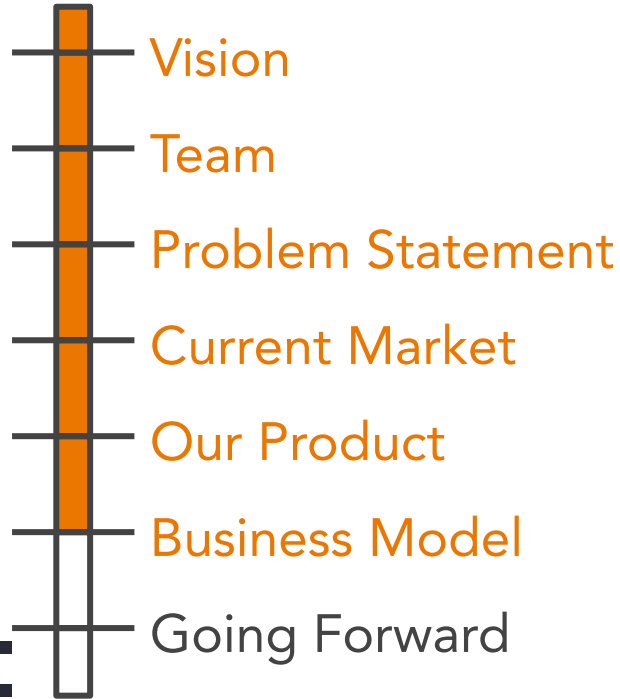 Vision
Team
Problem Statement
Current Market
Our Product
Business Model
Going Forward